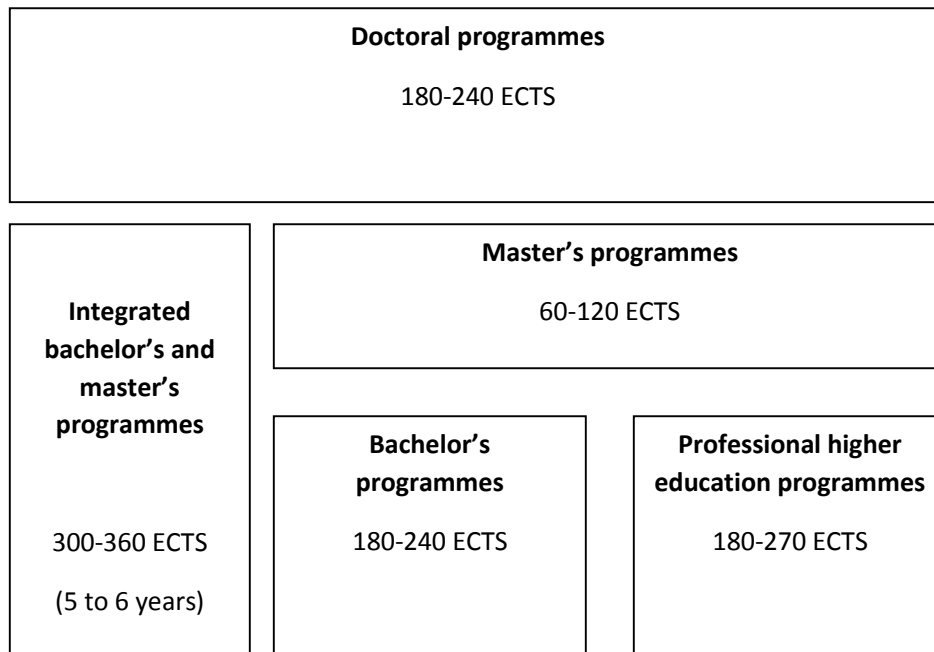 Doctoral programmes
180-240 ECTS
Master's programmes
60-120 ECTS
Integrated
bachelor's and
master's
programmes
300-360 ECTS
(5 to 6 years)
Bachelor's
programmes
180-240 ECTS
Professional higher
education programmes
180-270 ECTS